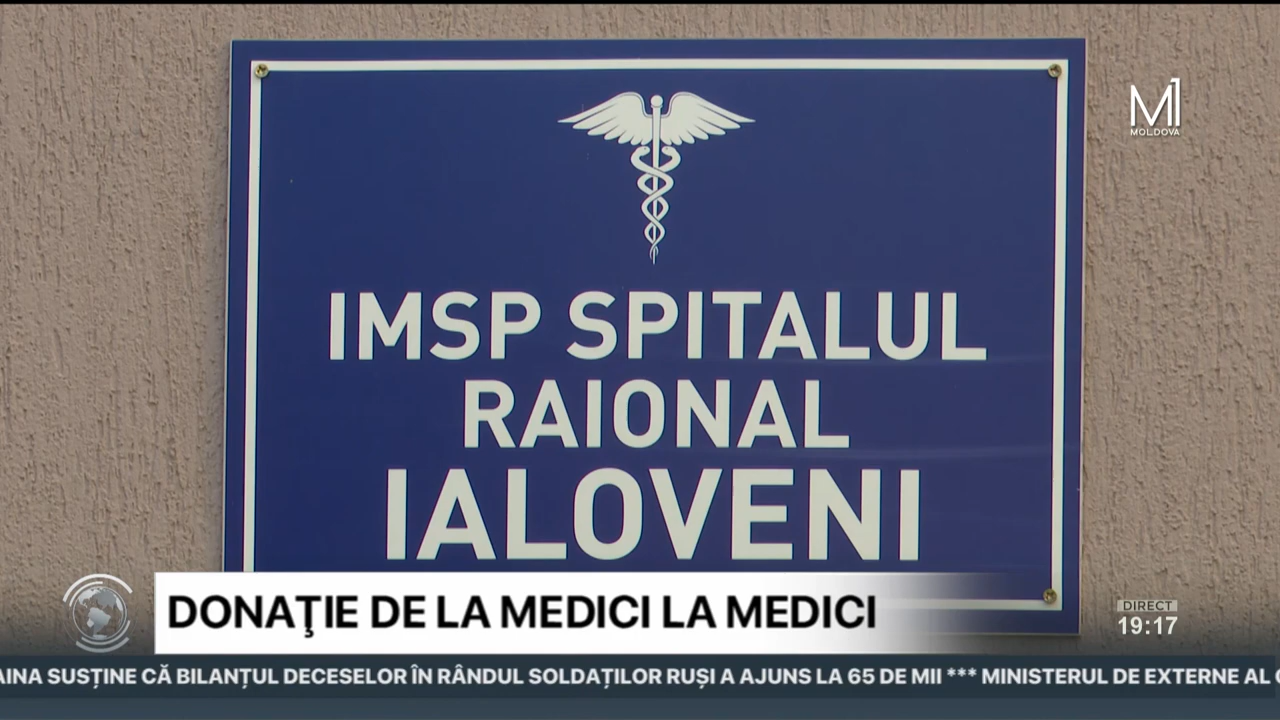 M1
MOLDOVA
IMSP SPITALUL
RAIONAL
IALOVENI
DONAŢIE DE LA MEDICI LA MEDICI
DIRECT
19:17
AINA SUSȚINE CĂ BILANȚUL DECESELOR ÎN RÂNDUL SOLDAȚILOR RUȘI A AJUNS LA 65 DE MII *** MINISTERUL DE EXTERNE AL